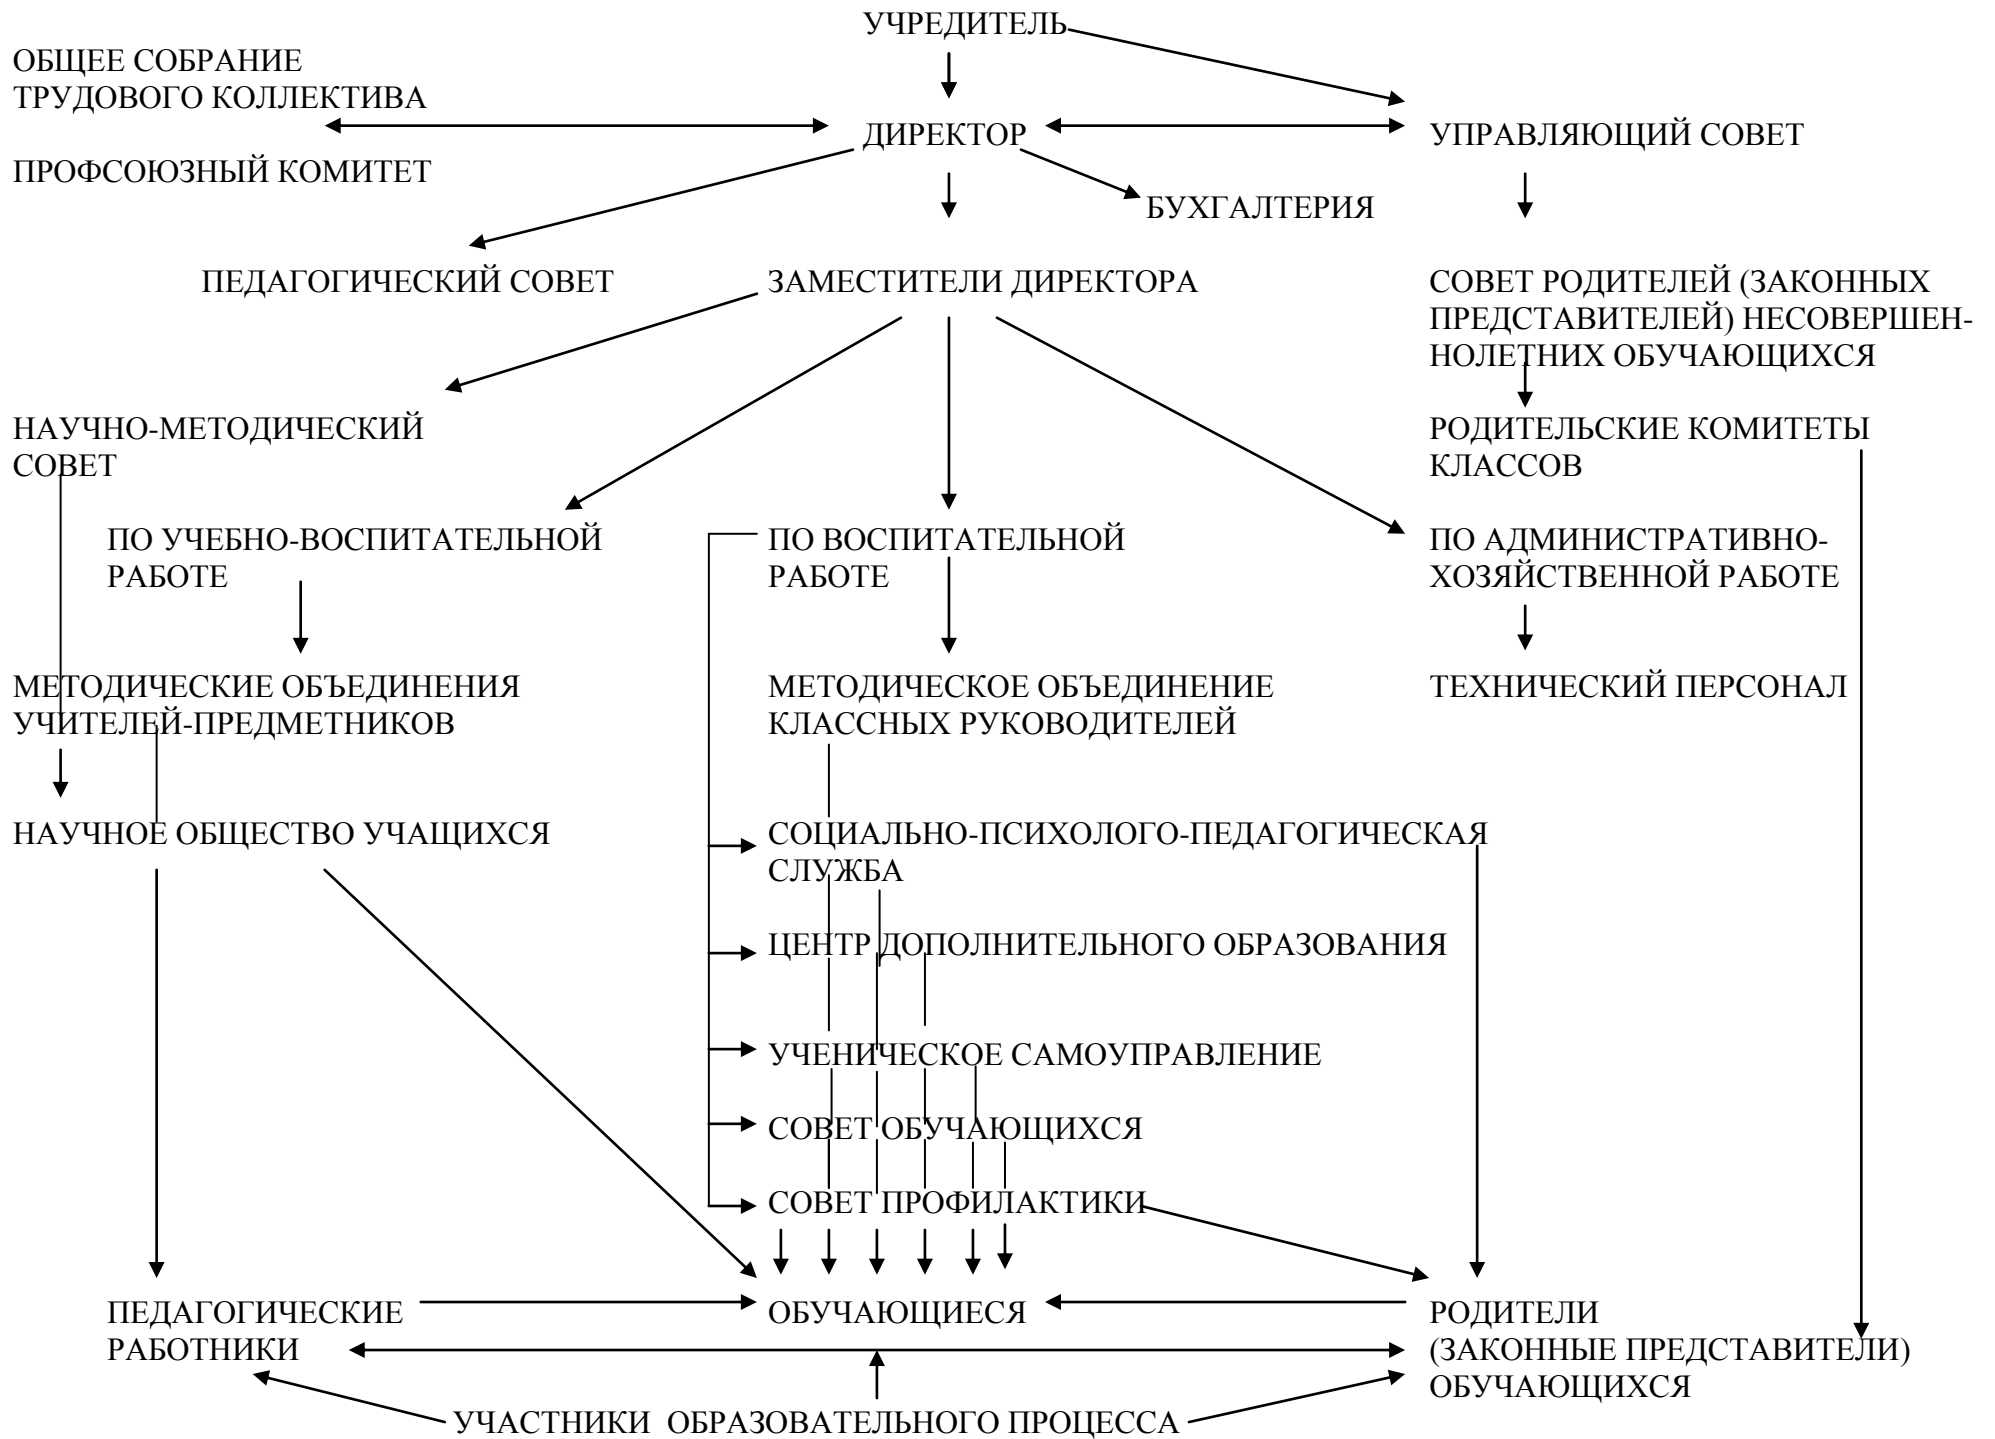 УЧРЕДИТЕЛЬ
ОБЩЕЕ СОБРАНИЕ
ТРУДОВОГО КОЛЛЕКТИВА
ДИРЕКТОР
УПРАВЛЯЮЩИЙ СОВЕТ
ПРОФСОЮЗНЫЙ КОМИТЕТ
БУХГАЛТЕРИЯ
ПЕДАГОГИЧЕСКИЙ СОВЕТ
ЗАМЕСТИТЕЛИ ДИРЕКТОРА
СОВЕТ РОДИТЕЛЕЙ (ЗАКОННЫХ
ПРЕДСТАВИТЕЛЕЙ) НЕСОВЕРШЕН-
НОЛЕТНИХ ОБУЧАЮЩИХСЯ
НАУЧНО-МЕТОДИЧЕСКИЙ
СОВЕТ
РОДИТЕЛЬСКИЕ КОМИТЕТЫ
КЛАССОВ
ПО УЧЕБНО-ВОСПИТАТЕЛЬНОЙ
РАБОТЕ
ПО ВОСПИТАТЕЛЬНОЙ
РАБОТЕ
ПО АДМИНИСТРАТИВНО-
ХОЗЯЙСТВЕННОЙ РАБОТЕ
МЕТОДИЧЕСКИЕ ОБЪЕДИНЕНИЯ
УЧИТЕЛЕЙ-ПРЕДМЕТНИКОВ
МЕТОДИЧЕСКОЕ ОБЪЕДИНЕНИЕ
КЛАССНЫХ РУКОВОДИТЕЛЕЙ
ТЕХНИЧЕСКИЙ ПЕРСОНАЛ
НАУЧНОЕ ОБЩЕСТВО УЧАЩИХСЯ
СОЦИАЛЬНО-ПСИХОЛОГО-ПЕДАГОГИЧЕСКАЯ
СЛУЖБА
ЦЕНТР ДОПОЛНИТЕЛЬНОГО ОБРАЗОВАНИЯ
УЧЕНИЧЕСКОЕ САМОУПРАВЛЕНИЕ
СОВЕТ ОБУЧАЮЩИХСЯ
СОВЕТ ПРОФИЛАКТИКИ
ПЕДАГОГИЧЕСКИЕ
РАБОТНИКИ
ОБУЧАЮЩИЕСЯ
РОДИТЕЛИ
(ЗАКОННЫЕ ПРЕДСТАВИТЕЛИ)
ОБУЧАЮЩИХСЯ
УЧАСТНИКИ ОБРАЗОВАТЕЛЬНОГО ПРОЦЕССА